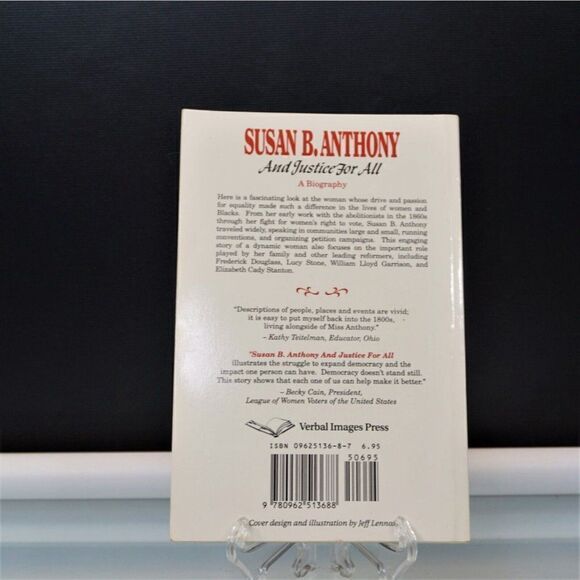 SUSAN B. ANTHONY
And Justice For All
A Biography
Here is a fascinating look at the woman whose drive and passion
for equality made such a difference in the lives of women and
Blacks. From her early work with the abolitionists in the 1860s
through her fight for women's right to vote, Susan B. Anthony
traveled widely, speaking in communities large and small, running
conventions, and organizing petition campaigns. This engaging
story of a dynamic woman also focuses on the important role
played by her family and other leading reformers, including
Frederick Douglass, Lucy Stone, William Lloyd Garrison, and
Elizabeth Cady Stanton.
"Descriptions of people, places and events are vivid;
it is easy to put myself back into the 1800s,
living alongside of Miss Anthony."
– Kathy Teitelman, Educator, Ohio
"Susan B. Anthony And Justice For All
illustrates the struggle to expand democracy and the
impact one person can have. Democracy doesn't stand still.
This story shows that each one of us can help make it better."
– Becky Cain, President,
League of Women Voters of the United States
Verbal Images Press
ISBN 09625136-8-7 6.95
50695
9 780962 513688
Cover design and illustration by Jeff Lennox